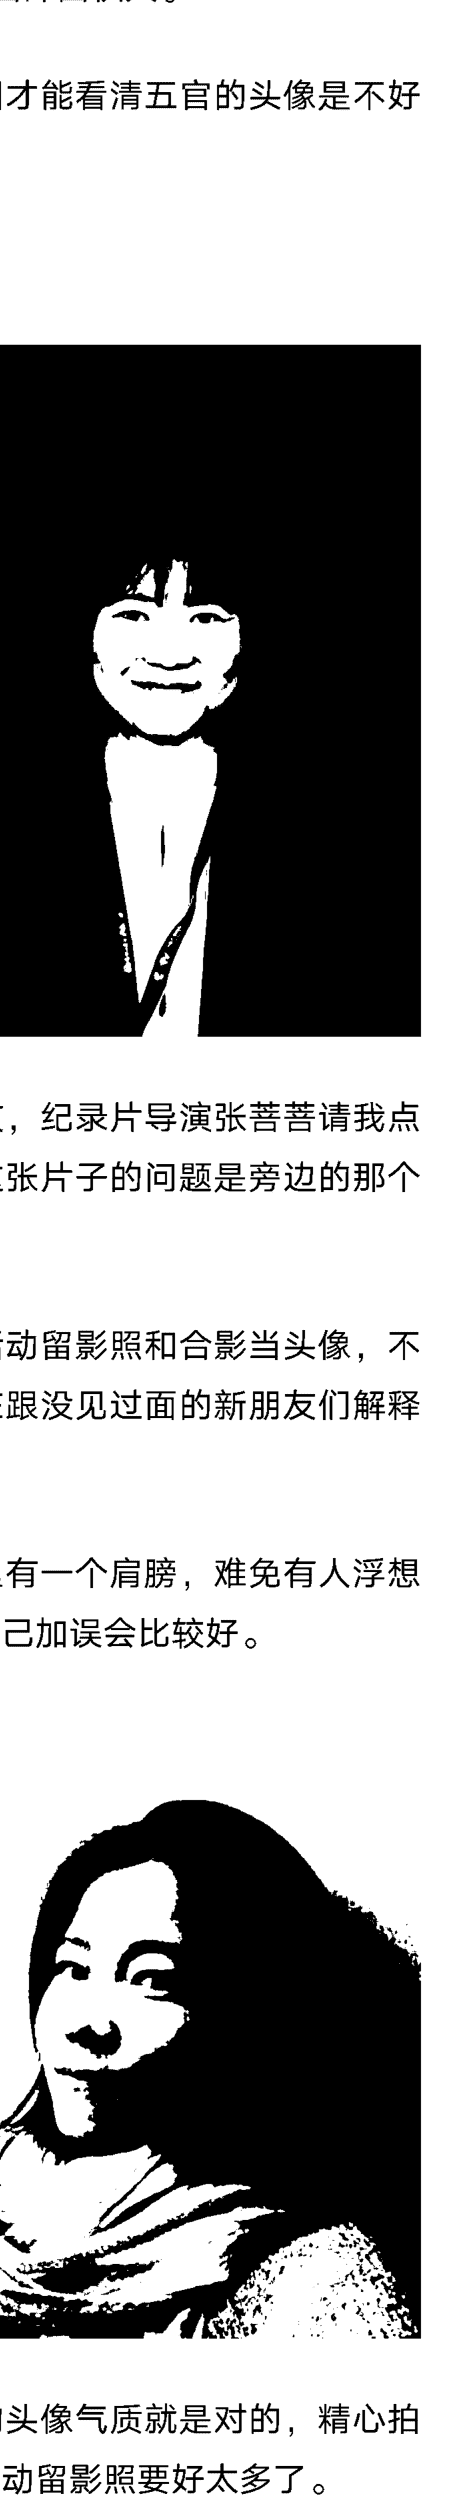 才能看清五官的头像是不好
，纪录片导演张菩菩请我点
张片子的问题是旁边的那个
动留影照和合影当头像，不
跟没见过面的新朋友们解释
有一个肩膀，难免有人浮想
己加误会比较好。
头像气质就是对的，精心拍
动留影照要好太多了。